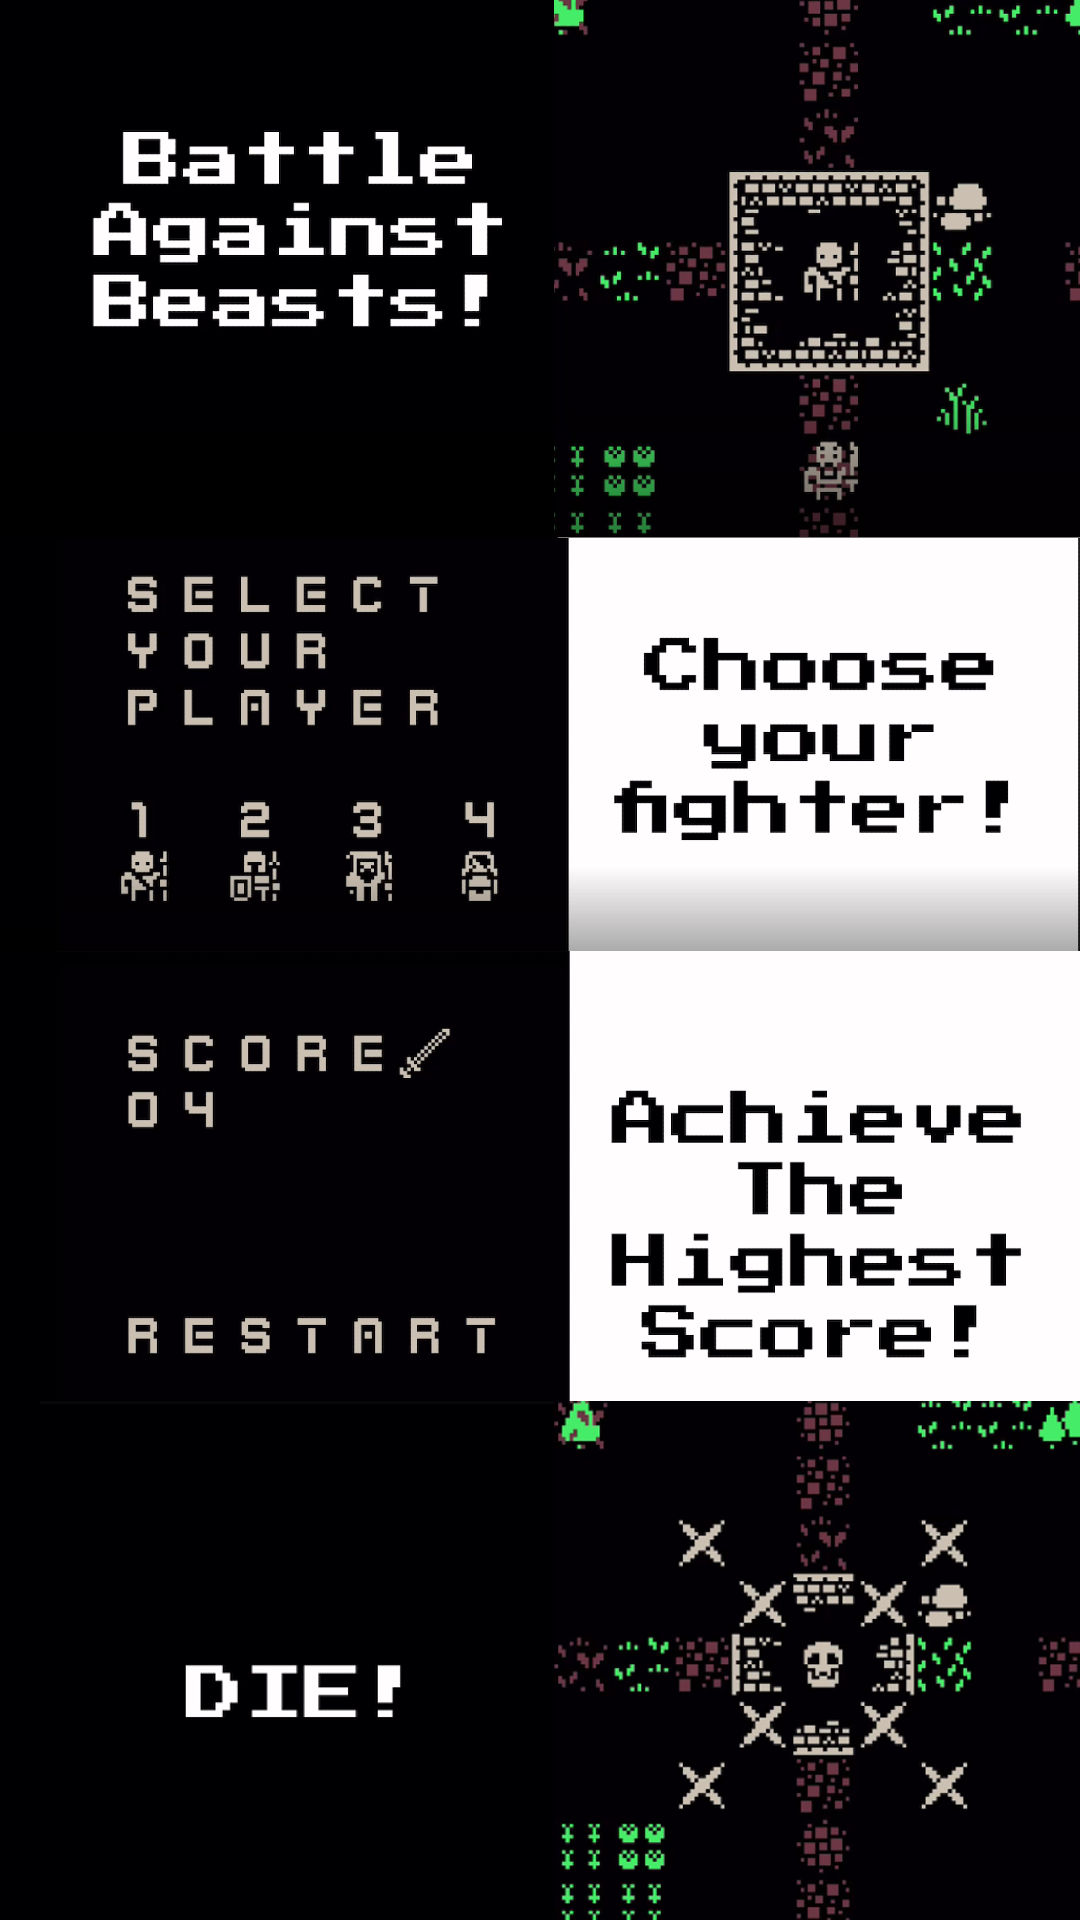 Battle
Against
Beasts!
SELECT
YOUR
PLAYER
1 2 3 4
Choose
your
fighter!
SCORE
04
RESTART
Achieve
The
Highest
Score!
DIE!